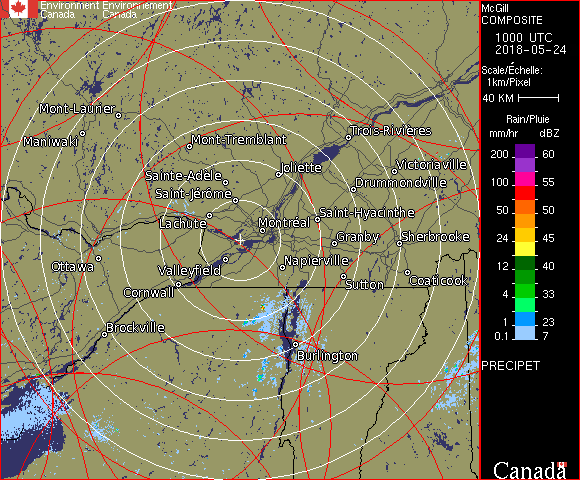 Environment Environnement
Canada Canada
McGill
COMPOSITE
1000 UTC
2018-05-24
Scale/Échelle:
1km/Pixel
40 KM
Rain/Pluie
mm/hr dBZ
200 60
100 55
50 50
24 45
12 40
4 33
1 23
0.1 7
PRECIPET
Canada
Mont-Laurier
Maniwaki
Mont-Tremblant
Trois-Rivières
Joliette
Victoriaville
Sainte-Adèle
Drummondville
Saint-Jérôme
Saint-Hyacinthe
Lachute
Montréal
Granby
Sherbrooke
Ottawa
Valleyfield
Napierville
Cornwall
Sutton
Coaticook
Brockville
Burlington